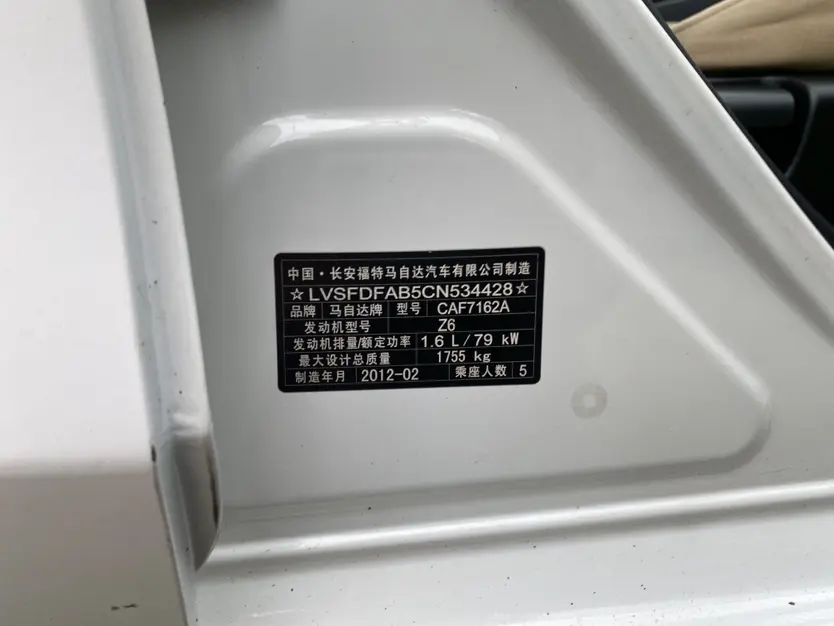 中国·长安福特马自达汽车有限公司制造
☆LVSFDFAB5CN534428☆
品牌 马自达牌 型号 CAF7162A
发动机型号 Z6
发动机排量/额定功率 1.6 L/79 kW
最大设计总质量 1755 kg
制造年月 2012-02 乘座人数 5